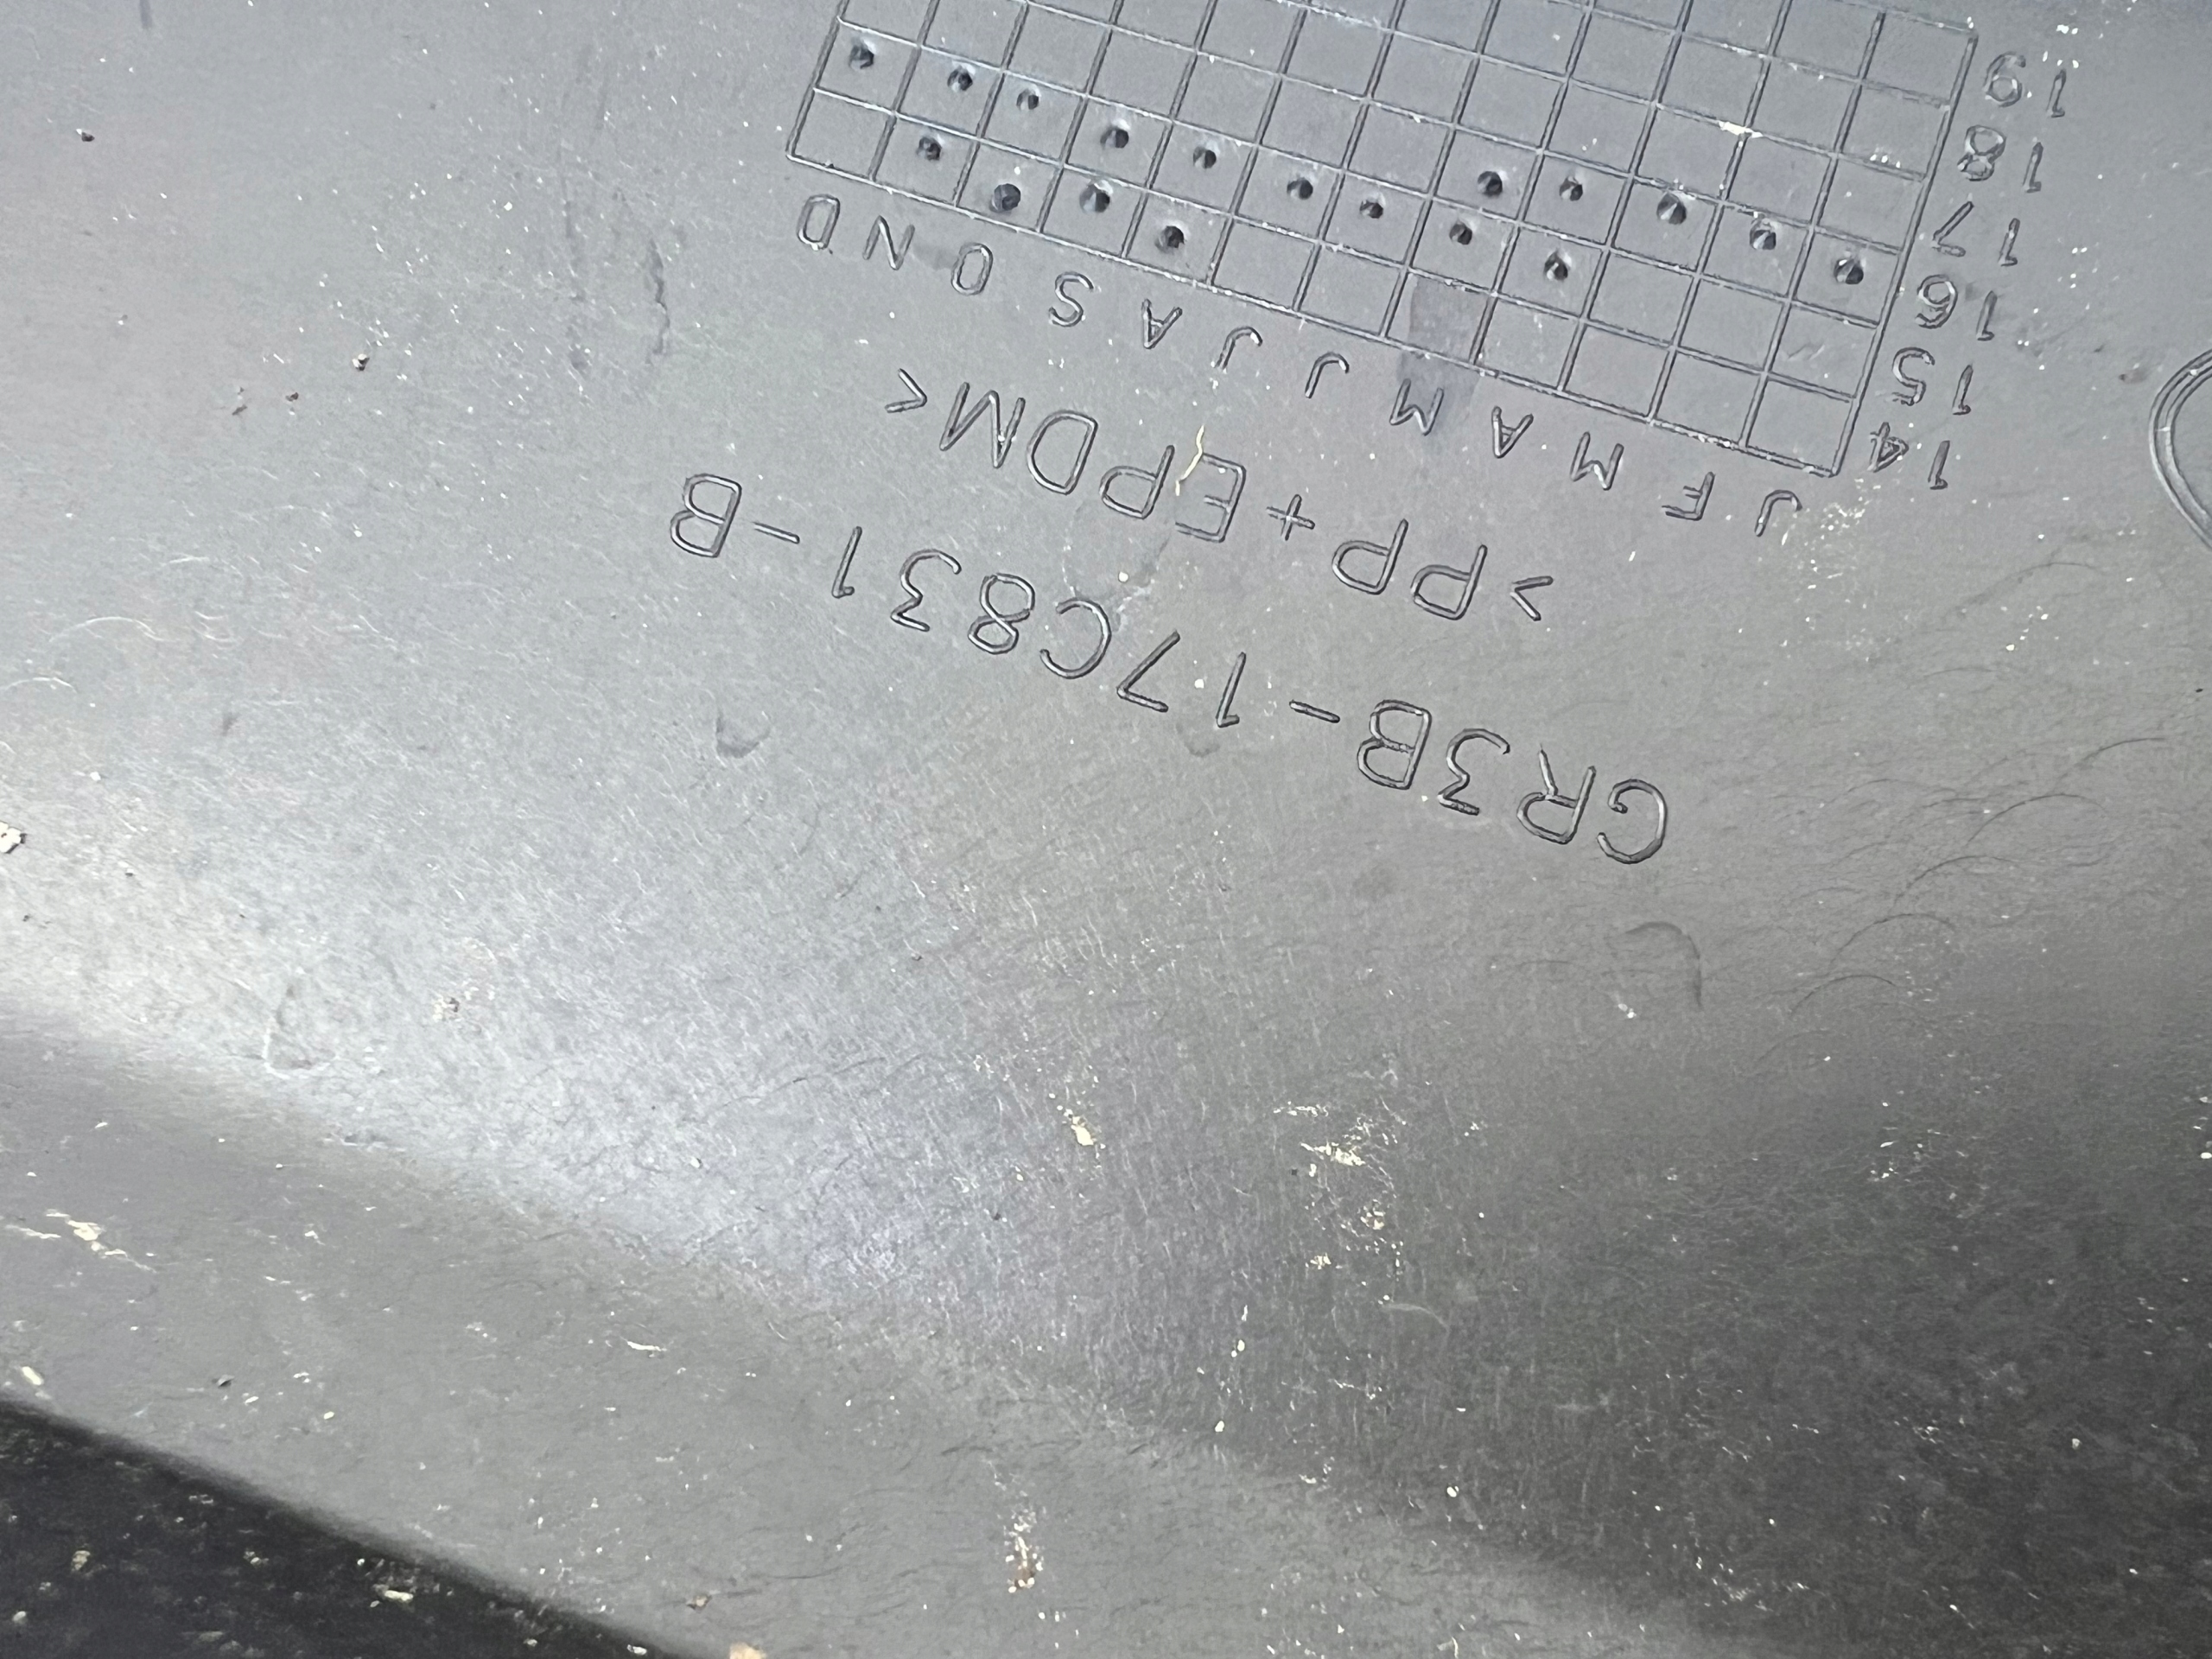 GR3B-17C831-B
>PP+EPDM<
J F M A M J J A S O N D
14
15
16
17
18
19